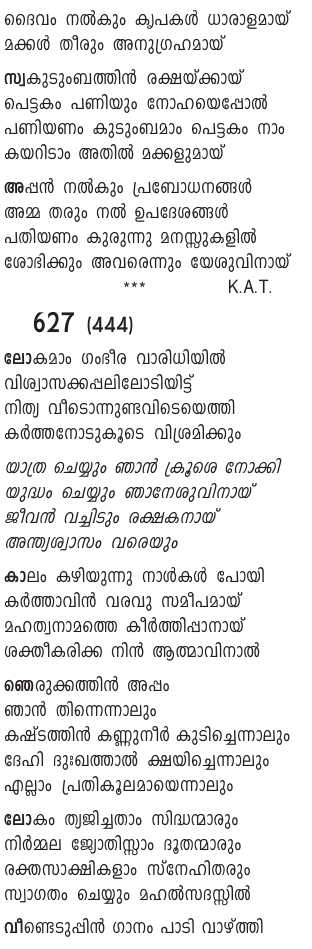 ദൈവം നൽകും കൃപകൾ ധാരാളമായ്
മക്കൾ തീരും അനുഗ്രഹമായ്
സ്വകുടുംബത്തിൻ രക്ഷയ്ക്കായ്
പെട്ടകം പണിയും നോഹയെപ്പോൽ
പണിയണം കുടുംബമാം പെട്ടകം നാം
കയറിടാം അതിൽ മക്കളുമായ്
അപ്പൻ നൽകും പ്രബോധനങ്ങൾ
അമ്മ തരും നൽ ഉപദേശങ്ങൾ
പതിയണം കുരുന്നു മനസ്സുകളിൽ
ശോഭിക്കും അവരെന്നും യേശുവിനായ്
*** K.A.T.
627 (444)
ലോകമാം ഗംഭീര വാരിധിയിൽ
വിശ്വാസക്കപ്പലിലോടിയിട്ട്
നിത്യ വീടൊന്നുണ്ടവിടെയെത്തി
കർത്തനോടുകൂടെ വിശ്രമിക്കും
യാത്ര ചെയ്യും ഞാൻ ക്രൂശെ നോക്കി
യുദ്ധം ചെയ്യും ഞാനേശുവിനായ്
ജീവൻ വച്ചിടും രക്ഷകനായ്
അന്ത്യശ്വാസം വരെയും
കാലം കഴിയുന്നു നാൾകൾ പോയി
കർത്താവിൻ വരവു സമീപമായ്
മഹത്വനാമത്തെ കീർത്തിപ്പാനായ്
ശക്തീകരിക്ക നിൻ ആത്മാവിനാൽ
ഞെരുക്കത്തിൻ അപ്പം
ഞാൻ തിന്നെന്നാലും
കഷ്ടത്തിൻ കണ്ണുനീർ കുടിച്ചെന്നാലും
ദേഹി ദുഃഖത്താൽ ക്ഷയിച്ചെന്നാലും
എല്ലാം പ്രതികൂലമായെന്നാലും
ലോകം ത്യജിച്ചതാം സിദ്ധന്മാരും
നിർമ്മല ജ്യോതിസ്സാം ദൂതന്മാരും
രക്തസാക്ഷികളാം സ്നേഹിതരും
സ്വാഗതം ചെയ്യും മഹൽസദസ്സിൽ
വീണ്ടെടുപ്പിൻ ഗാനം പാടി വാഴ്ത്തി